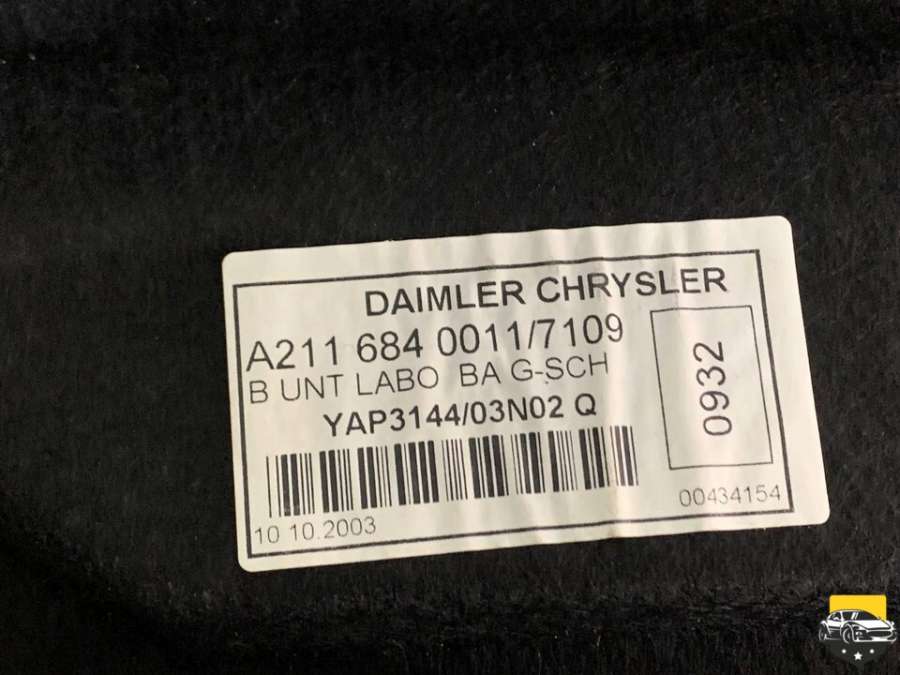 DAIMLER CHRYSLER
A211 684 0011/7109
B UNT LABO BA G-SCH
YAP3144/03N02 Q
0932
10 10.2003
00434154